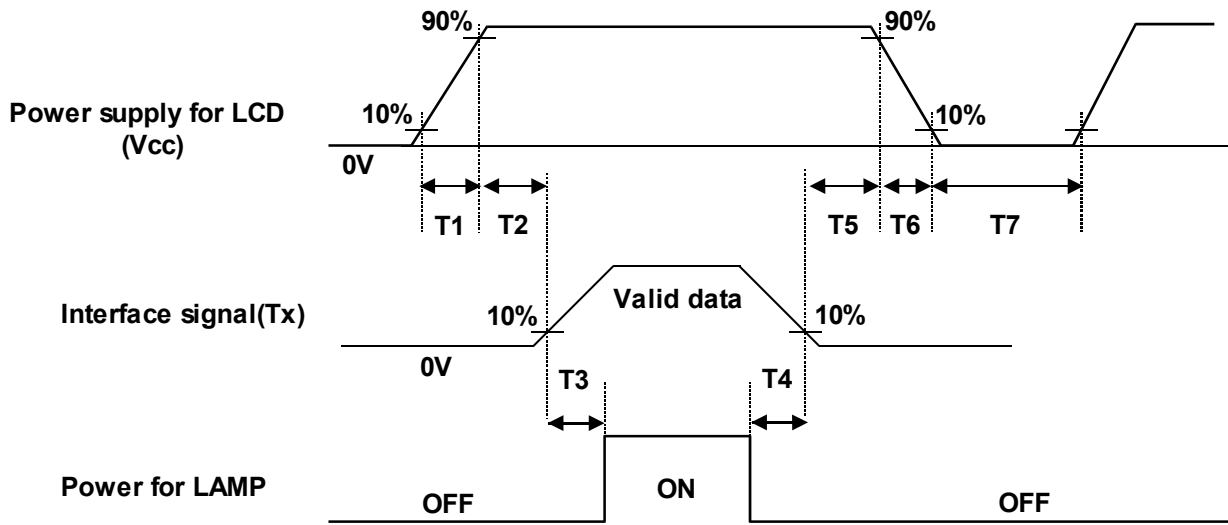 90%
90%
Power supply for LCD
(Vcc)
10%
10%
0V
T1
T2
T5
T6
T7
Interface signal(Tx)
Valid data
10%
10%
0V
T3
T4
Power for LAMP
OFF
ON
OFF